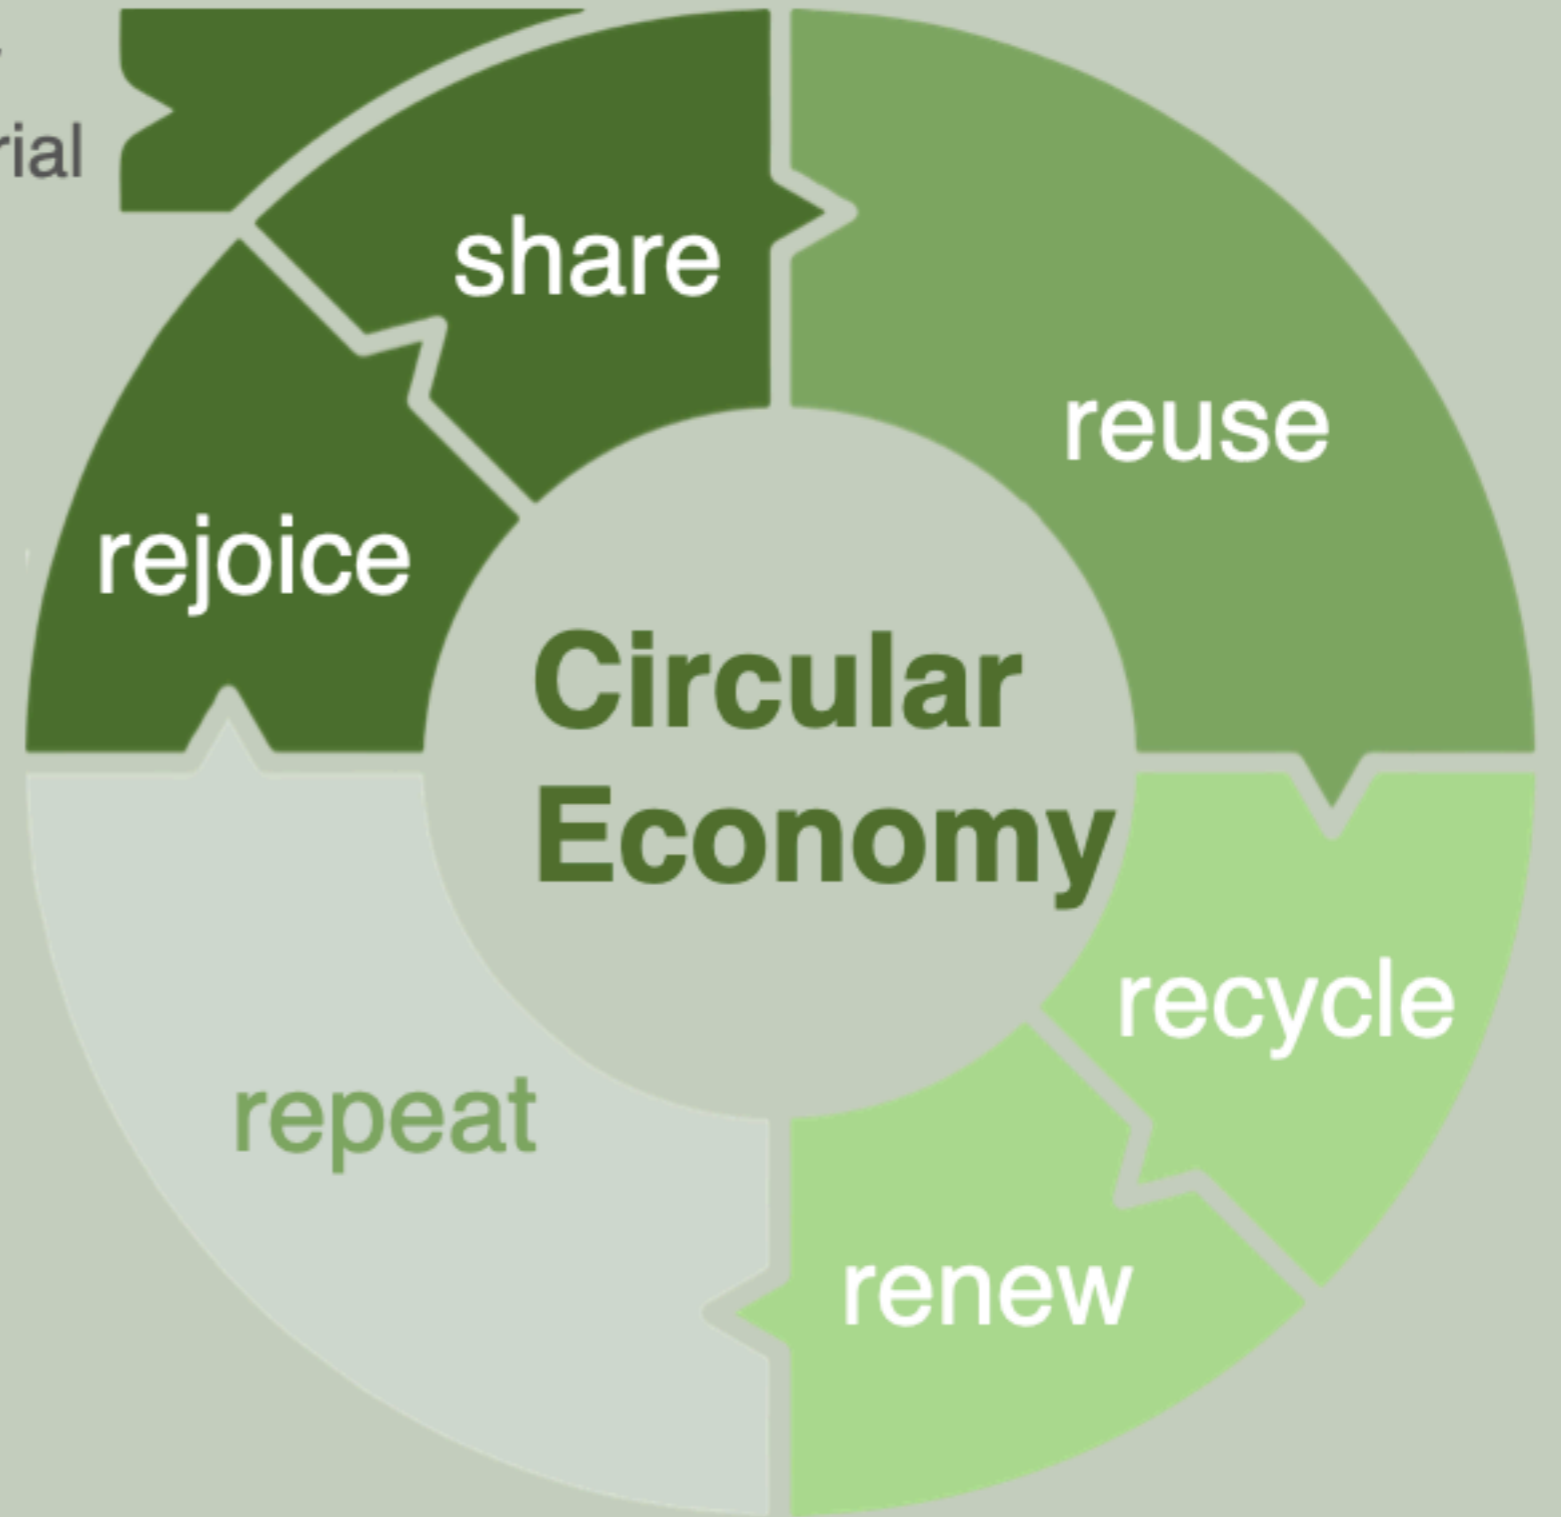 rial
share
reuse
rejoice
Circular
Economy
recycle
repeat
renew